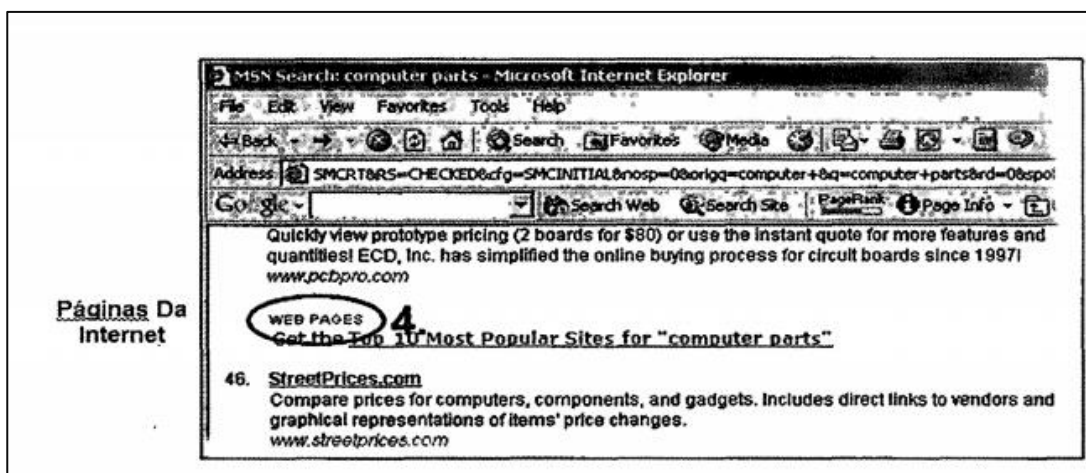 MSN Search: computer parts - Microsoft Internet Explorer
File Edit View Favorites Tools Help
Back Search Favorites Media
Address SMCRT&RS=CHECKED&cfg=SMCINITIAL&nosp=0&origq=computer+&q=computer+parts&rd=0&spo
Google Search Web Search Site PageRank Page Info
Quickly view prototype pricing (2 boards for $80) or use the instant quote for more features and
quantities! ECD, Inc. has simplified the online buying process for circuit boards since 1997!
www.pcbpro.com
Páginas Da
Internet
WEB PAGES 4.
Get the Top 10 Most Popular Sites for "computer parts"
46. StreetPrices.com
Compare prices for computers, components, and gadgets. Includes direct links to vendors and
graphical representations of items' price changes.
www.streetprices.com